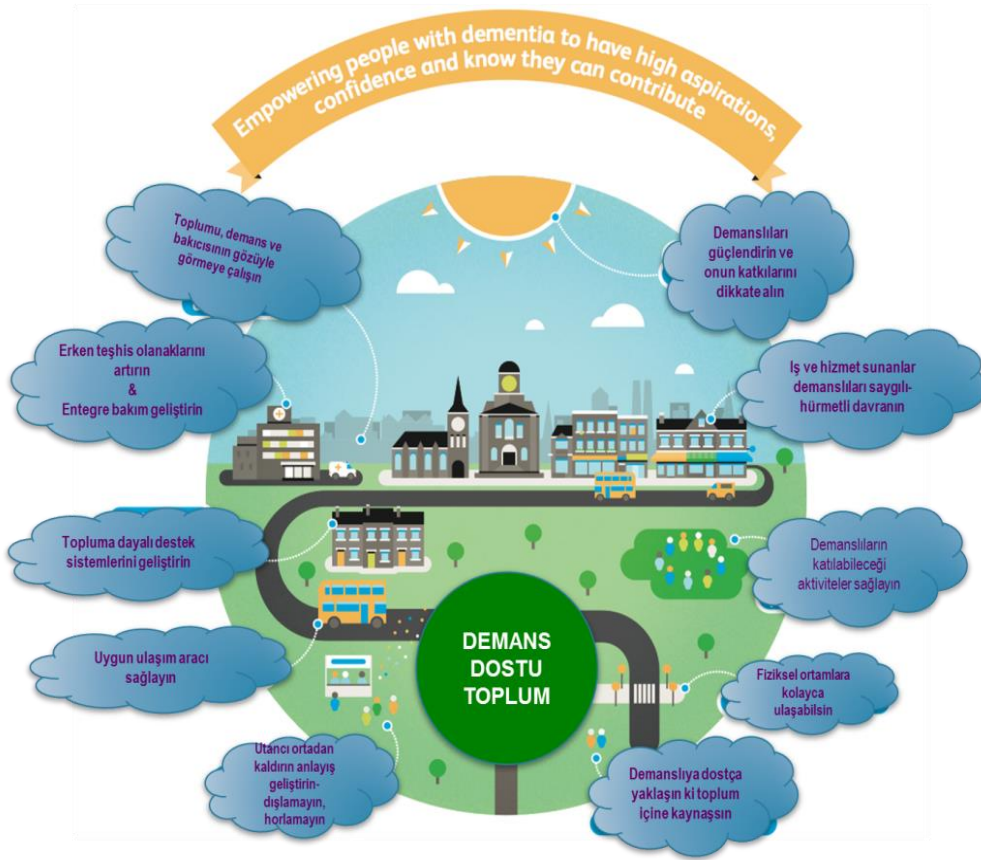 Empowering people with dementia to have high aspirations,
confidence and know they can contribute
Toplumu, demans ve
bakıcısının gözüyle
görmeye çalışın
Demanslıları
güçlendirin ve
onun katkılarını
dikkate alın
Erken teşhis olanaklarını
artırın
&
Entegre bakım geliştirin
Iş ve hizmet sunanlar
demanslıları saygılı-
hürmetli davranın
Topluma dayalı destek
sistemlerini geliştirin
Demanslıların
katılabileceği
aktiviteler sağlayın
Uygun ulaşım aracı
sağlayın
DEMANS
DOSTU
TOPLUM
Fiziksel ortamlara
kolayca
ulaşabilsin
Utancı ortadan
kaldırın anlayış
geliştirin-
dışlamayın,
horlamayın
Demanslıya dostça
yaklaşın ki toplum
içine kaynaşsın